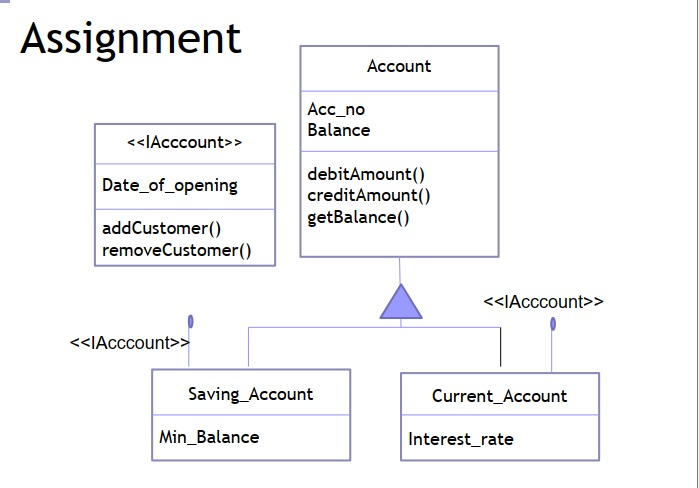 Assignment
Account
Acc_no
Balance
debitAmount()
creditAmount()
getBalance()
<<IAcccount>>
Date_of_opening
addCustomer()
removeCustomer()
<<IAcccount>>
<<IAcccount>>
Saving_Account
Min_Balance
Current_Account
Interest_rate